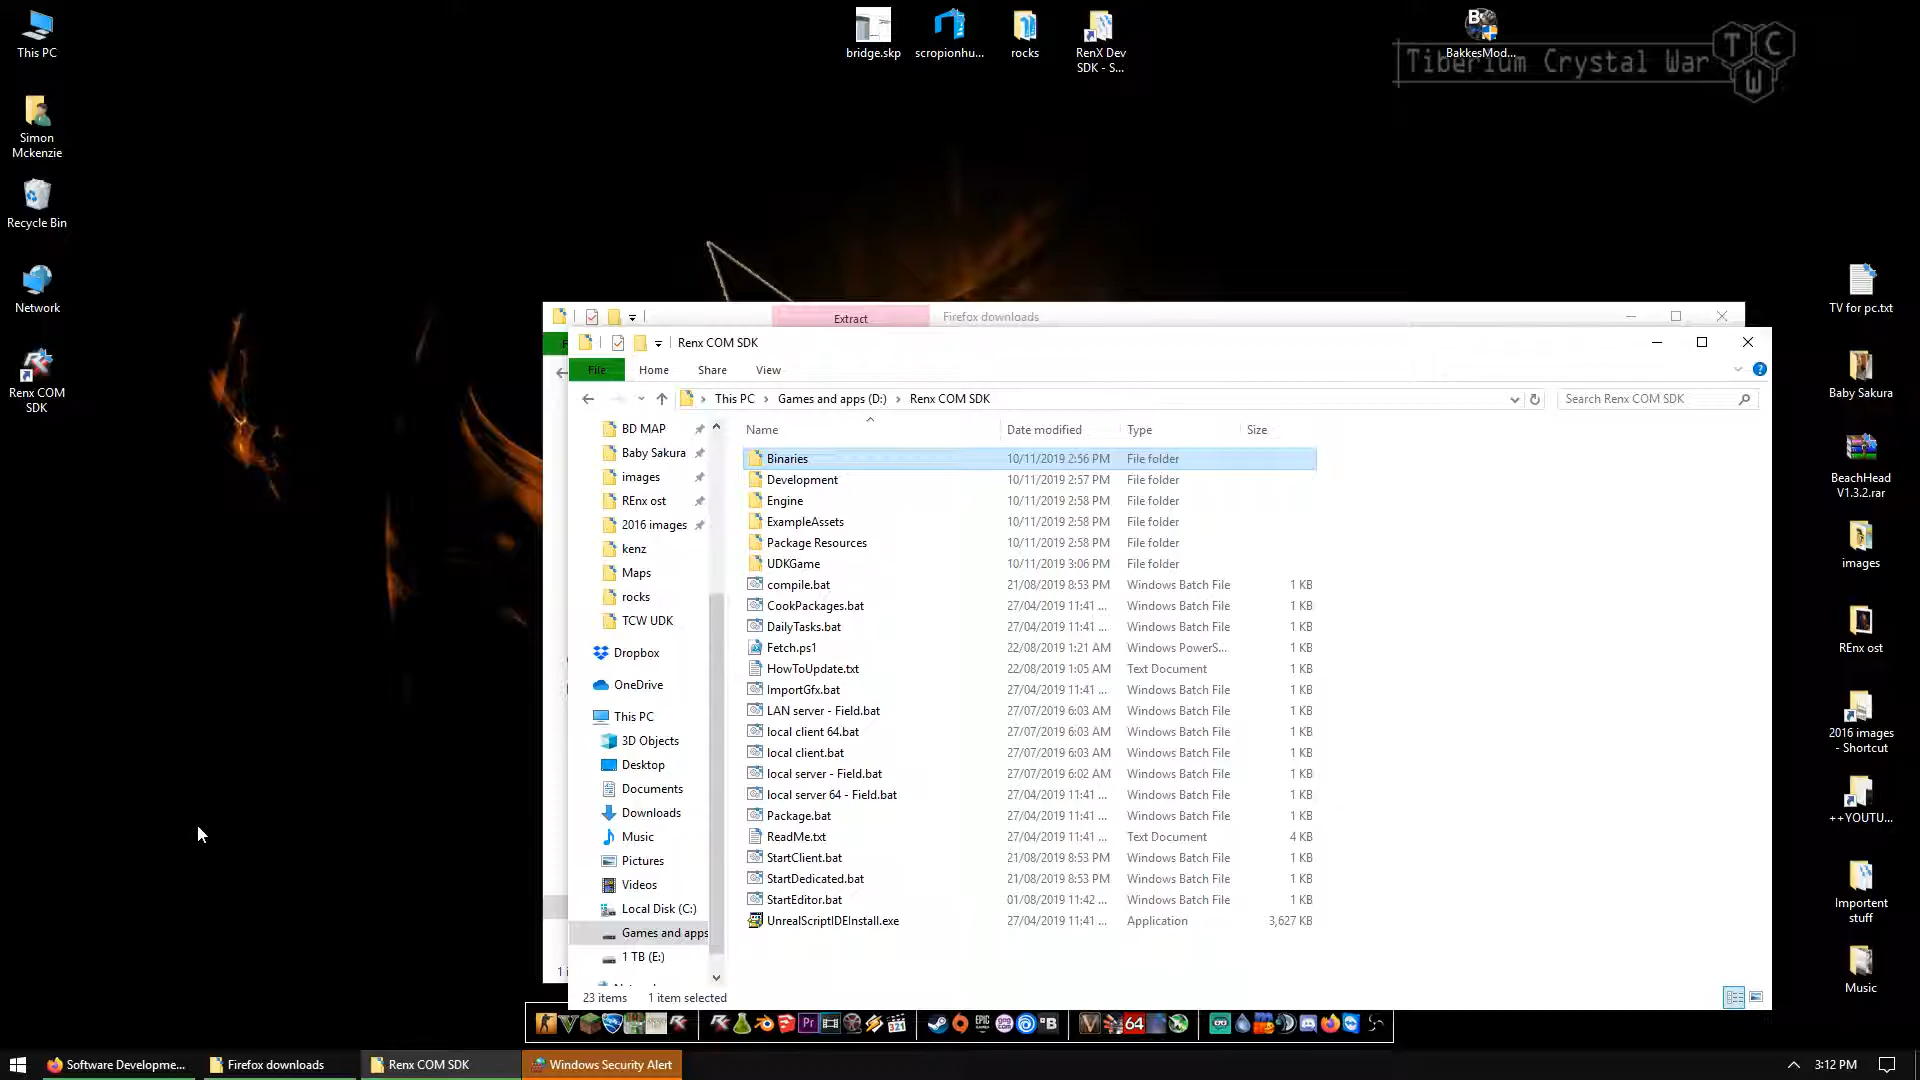 This PC
Simon
Mckenzie
Recycle Bin
Network
Renx COM
SDK
bridge.skp
scropionhu...
rocks
RenX Dev
SDK - S...
BakkesMod...
Tiberium Crystal War
T C
W
TV for pc.txt
Baby Sakura
BeachHead
V1.3.2.rar
images
REnx ost
2016 images
- Shortcut
++YOUTU...
Importent
stuff
Music
Extract
Firefox downloads
Renx COM SDK
File
Home
Share
View
This PC
Games and apps (D:)
Renx COM SDK
Search Renx COM SDK
BD MAP
Baby Sakura
images
REnx ost
2016 images
kenz
Maps
rocks
TCW UDK
Dropbox
OneDrive
This PC
3D Objects
Desktop
Documents
Downloads
Music
Pictures
Videos
Local Disk (C:)
Games and apps
1 TB (E:)
Name Date modified Type Size
Binaries 10/11/2019 2:56 PM File folder
Development 10/11/2019 2:57 PM File folder
Engine 10/11/2019 2:58 PM File folder
ExampleAssets 10/11/2019 2:58 PM File folder
Package Resources 10/11/2019 2:58 PM File folder
UDKGame 10/11/2019 3:06 PM File folder
compile.bat 21/08/2019 8:53 PM Windows Batch File 1 KB
CookPackages.bat 27/04/2019 11:41 ... Windows Batch File 1 KB
DailyTasks.bat 27/04/2019 11:41 ... Windows Batch File 1 KB
Fetch.ps1 22/08/2019 1:21 AM Windows PowerS... 1 KB
HowToUpdate.txt 22/08/2019 1:05 AM Text Document 1 KB
ImportGfx.bat 27/04/2019 11:41 ... Windows Batch File 1 KB
LAN server - Field.bat 27/07/2019 6:03 AM Windows Batch File 1 KB
local client 64.bat 27/07/2019 6:03 AM Windows Batch File 1 KB
local client.bat 27/07/2019 6:03 AM Windows Batch File 1 KB
local server - Field.bat 27/07/2019 6:02 AM Windows Batch File 1 KB
local server 64 - Field.bat 27/04/2019 11:41 ... Windows Batch File 1 KB
Package.bat 27/04/2019 11:41 ... Windows Batch File 1 KB
ReadMe.txt 27/04/2019 11:41 ... Text Document 4 KB
StartClient.bat 21/08/2019 8:53 PM Windows Batch File 1 KB
StartDedicated.bat 21/08/2019 8:53 PM Windows Batch File 1 KB
StartEditor.bat 01/08/2019 11:42 ... Windows Batch File 1 KB
UnrealScriptIDEInstall.exe 27/04/2019 11:41 ... Application 3,627 KB
23 items 1 item selected
Pr
321
EPIC
64
Software Developme...
Firefox downloads
Renx COM SDK
Windows Security Alert
3:12 PM